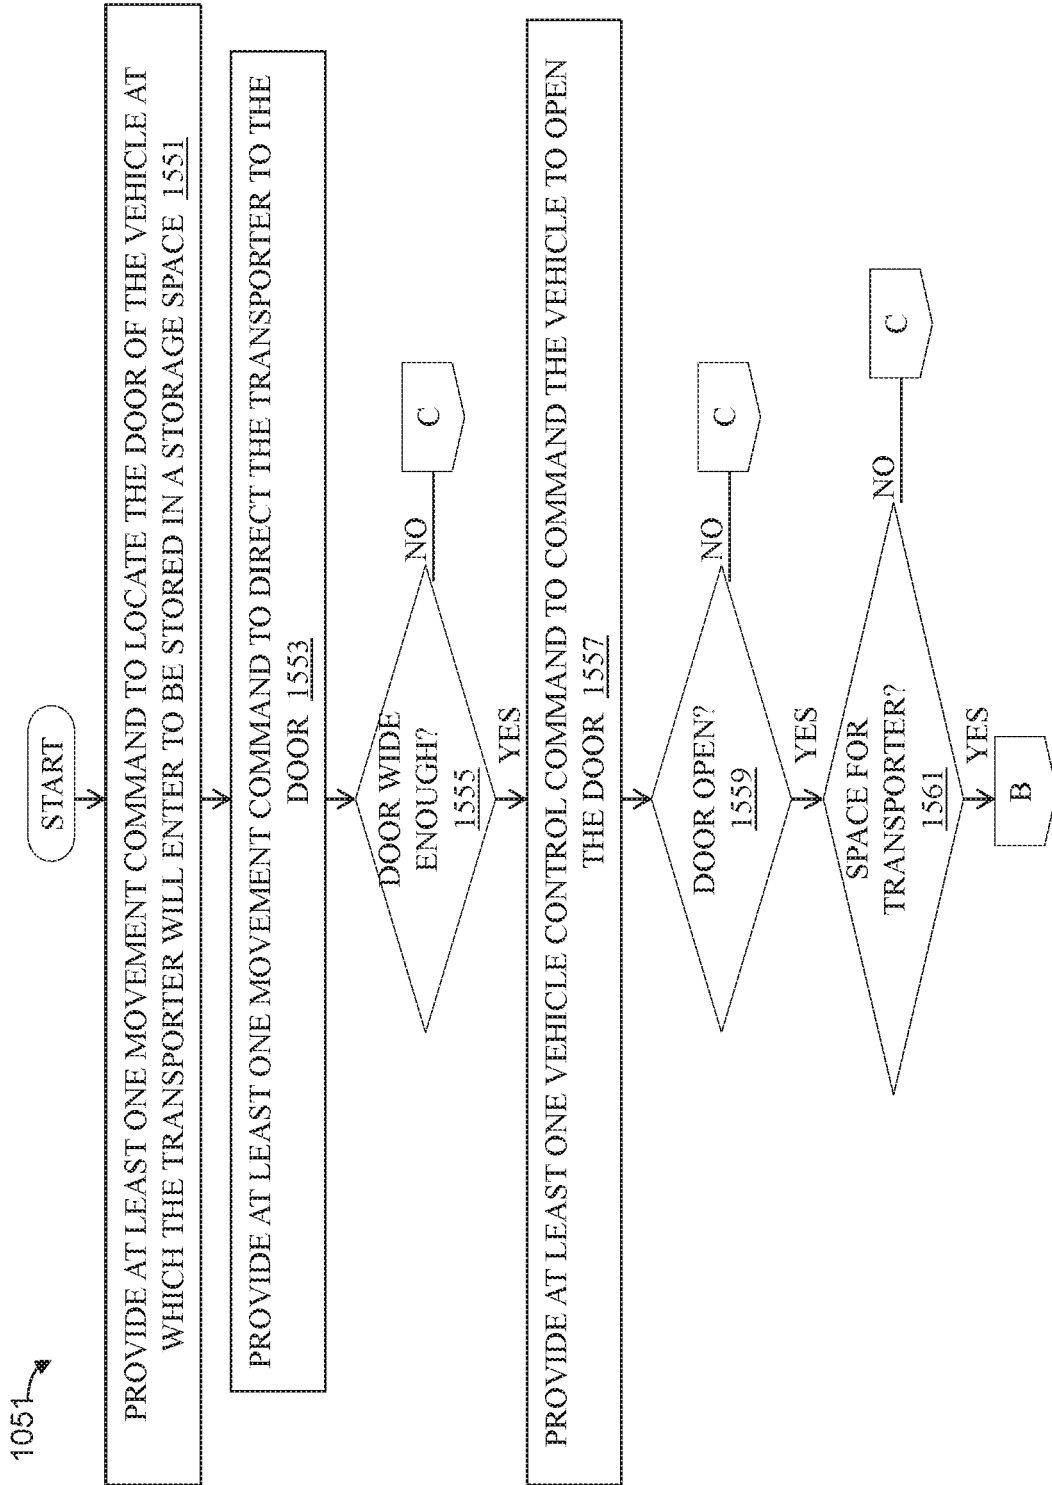 1051
START
PROVIDE AT LEAST ONE MOVEMENT COMMAND TO LOCATE THE DOOR OF THE VEHICLE AT
WHICH THE TRANSPORTER WILL ENTER TO BE STORED IN A STORAGE SPACE 1551
PROVIDE AT LEAST ONE MOVEMENT COMMAND TO DIRECT THE TRANSPORTER TO THE
DOOR 1553
DOOR WIDE
ENOUGH?
1555
NO
C
YES
PROVIDE AT LEAST ONE VEHICLE CONTROL COMMAND TO COMMAND THE VEHICLE TO OPEN
THE DOOR 1557
DOOR OPEN?
1559
NO
C
YES
SPACE FOR
TRANSPORTER?
1561
NO
C
YES
B